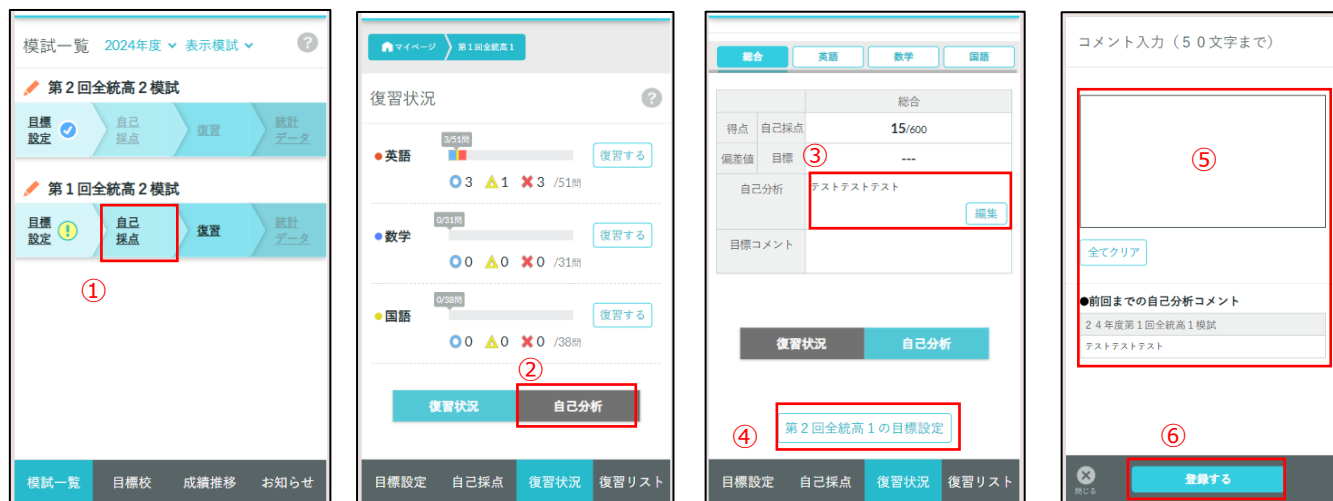 模試一覧 2024年度 表示模試 ?
第2回全統高2模試
目標設定 自己採点 復習 統計データ
第1回全統高2模試
目標設定 ! 自己採点 復習 統計データ
①
模試一覧 目標校 成績推移 お知らせ
マイページ 第1回全統高1
復習状況 ?
3/51問
英語 復習する
3 1 3 /51問
0/31問
数学 復習する
0 0 0 /31問
0/38問
国語 復習する
0 0 0 /38問
②
復習状況 自己分析
目標設定 自己採点 復習状況 復習リスト
総合 英語 数学 国語
総合
得点 自己採点 15/600
偏差値 目標 ---
③
自己分析 テストテストテスト
編集
目標コメント
復習状況 自己分析
④ 第2回全統高1の目標設定
目標設定 自己採点 復習状況 復習リスト
コメント入力(50文字まで)
⑤
全てクリア
●前回までの自己分析コメント
24年度第1回全統高1模試
テストテストテスト
⑥
閉じる 登録する